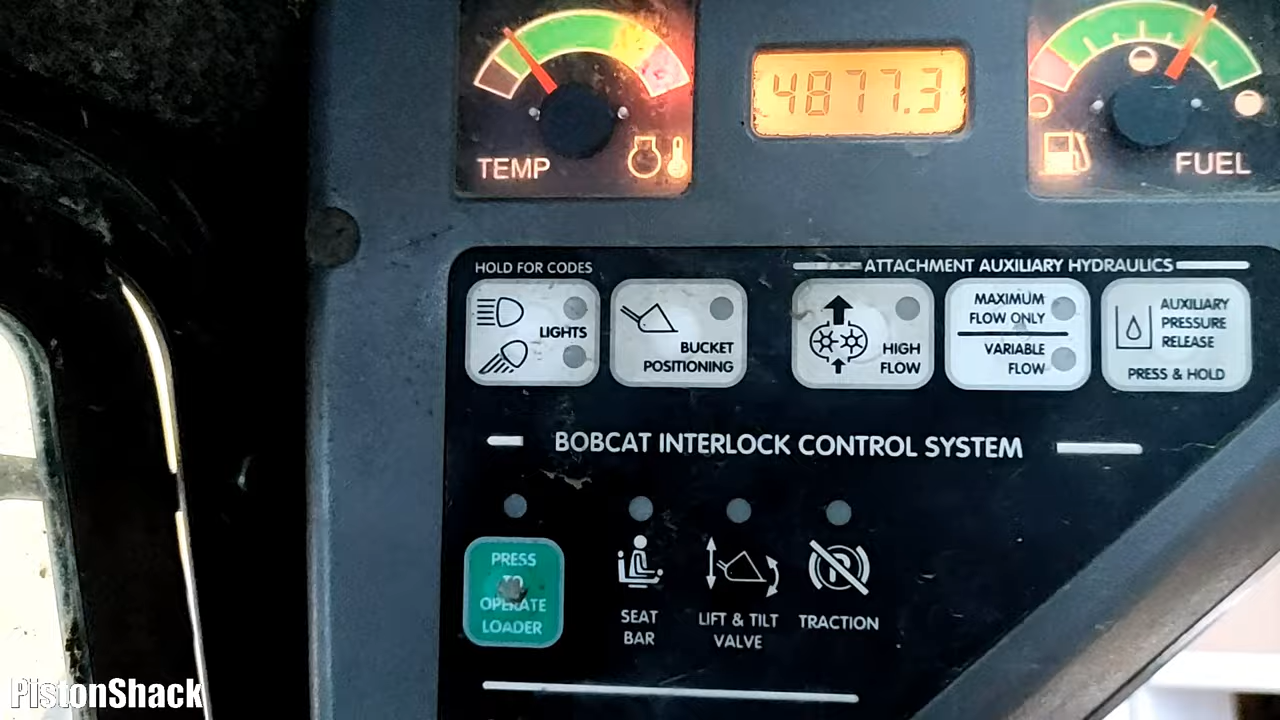 4877.3
TEMP
FUEL
HOLD FOR CODES
ATTACHMENT AUXILIARY HYDRAULICS
LIGHTS
BUCKET
POSITIONING
HIGH
FLOW
MAXIMUM
FLOW ONLY
VARIABLE
FLOW
AUXILIARY
PRESSURE
RELEASE
PRESS & HOLD
BOBCAT INTERLOCK CONTROL SYSTEM
PRESS
TO
OPERATE
LOADER
SEAT
BAR
LIFT & TILT
VALVE
TRACTION
PistonShack